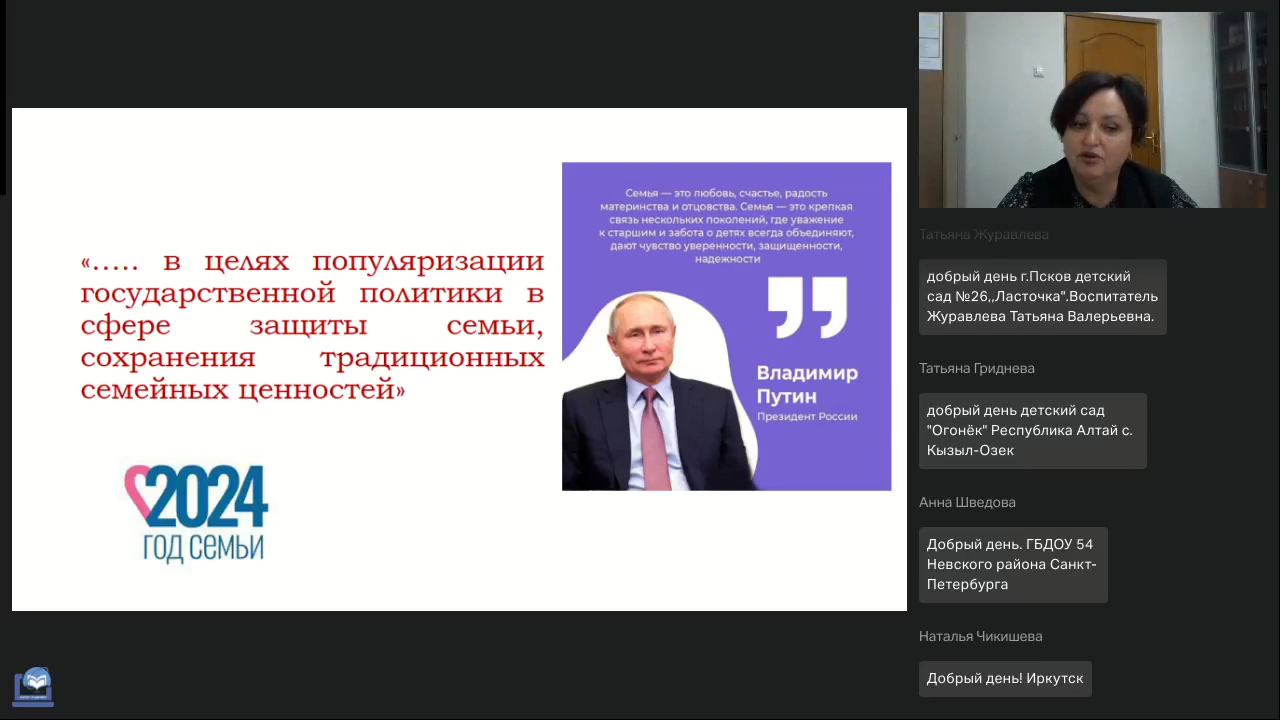 «..... в целях популяризации
государственной политики в
сфере защиты семьи,
сохранения традиционных
семейных ценностей»
2024
ГОД СЕМЬИ
Семья — это любовь, счастье, радость
материнства и отцовства. Семья — это крепкая
связь нескольких поколений, где уважение
к старшим и забота о детях всегда объединяют,
дают чувство уверенности, защищенности,
надежности
Владимир
Путин
Президент России
Татьяна Журавлева
добрый день г.Псков детский
сад №26,,Ласточка".Воспитатель
Журавлева Татьяна Валерьевна.
Татьяна Гриднева
добрый день детский сад
"Огонёк" Республика Алтай с.
Кызыл-Озек
Анна Шведова
Добрый день. ГБДОУ 54
Невского района Санкт-
Петербурга
Наталья Чикишева
Добрый день! Иркутск